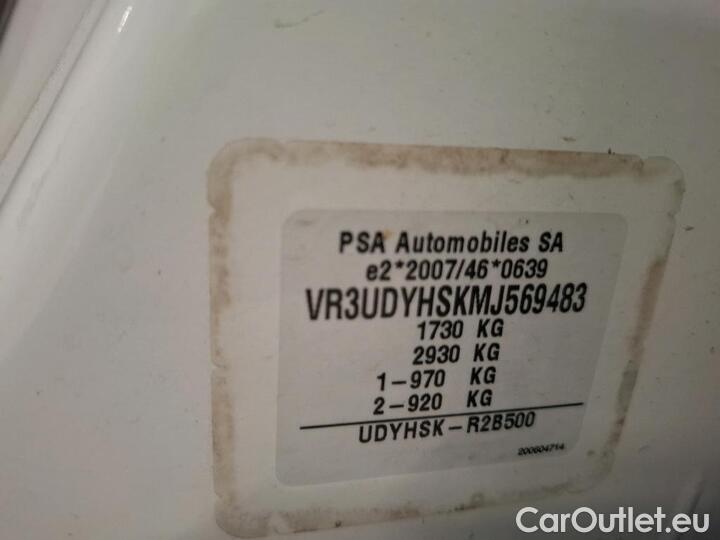 PSA Automobiles SA
e2*2007/46*0639
VR3UDYHSKMJ569483
1730 KG
2930 KG
1-970 KG
2-920 KG
UDYHSK-R2B500
200604714
CarOutlet.eu